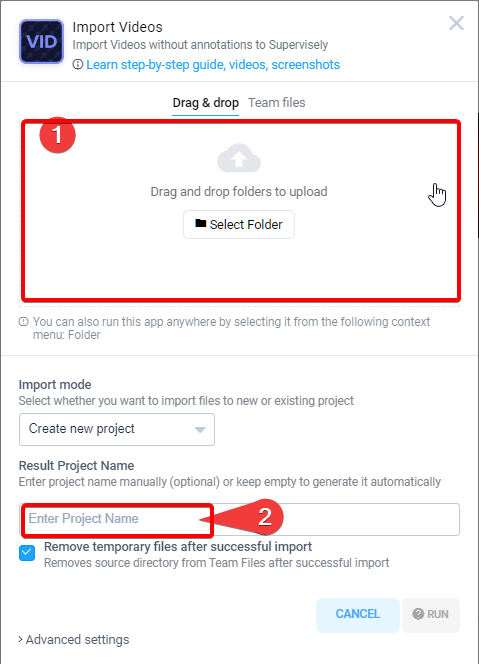 VID
Import Videos
Import Videos without annotations to Supervisely
Learn step-by-step guide, videos, screenshots
Drag & drop Team files
1
Drag and drop folders to upload
Select Folder
You can also run this app anywhere by selecting it from the following context
menu: Folder
Import mode
Select whether you want to import files to new or existing project
Create new project
Result Project Name
Enter project name manually (optional) or keep empty to generate it automatically
Enter Project Name
2
Remove temporary files after successful import
Removes source directory from Team Files after successful import
CANCEL
RUN
Advanced settings